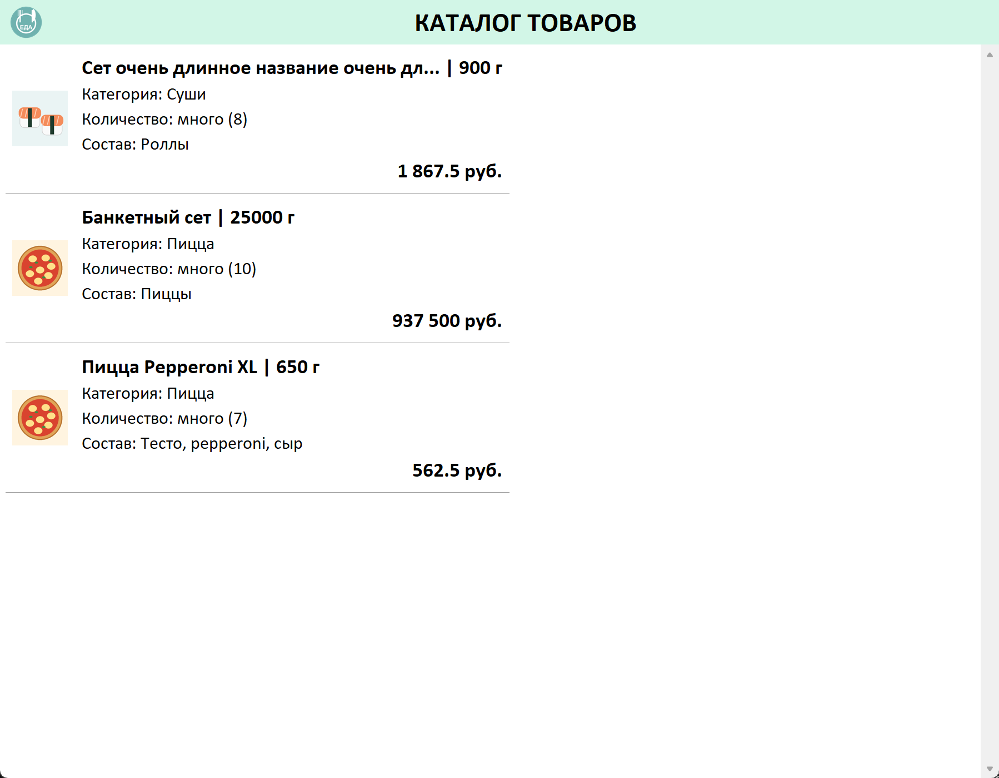 ЕДА
КАТАЛОГ ТОВАРОВ
Сет очень длинное название очень дл... | 900 г
Категория: Суши
Количество: много (8)
Состав: Роллы
1 867.5 руб.
Банкетный сет | 25000 г
Категория: Пицца
Количество: много (10)
Состав: Пиццы
937 500 руб.
Пицца Pepperoni XL | 650 г
Категория: Пицца
Количество: много (7)
Состав: Тесто, pepperoni, сыр
562.5 руб.